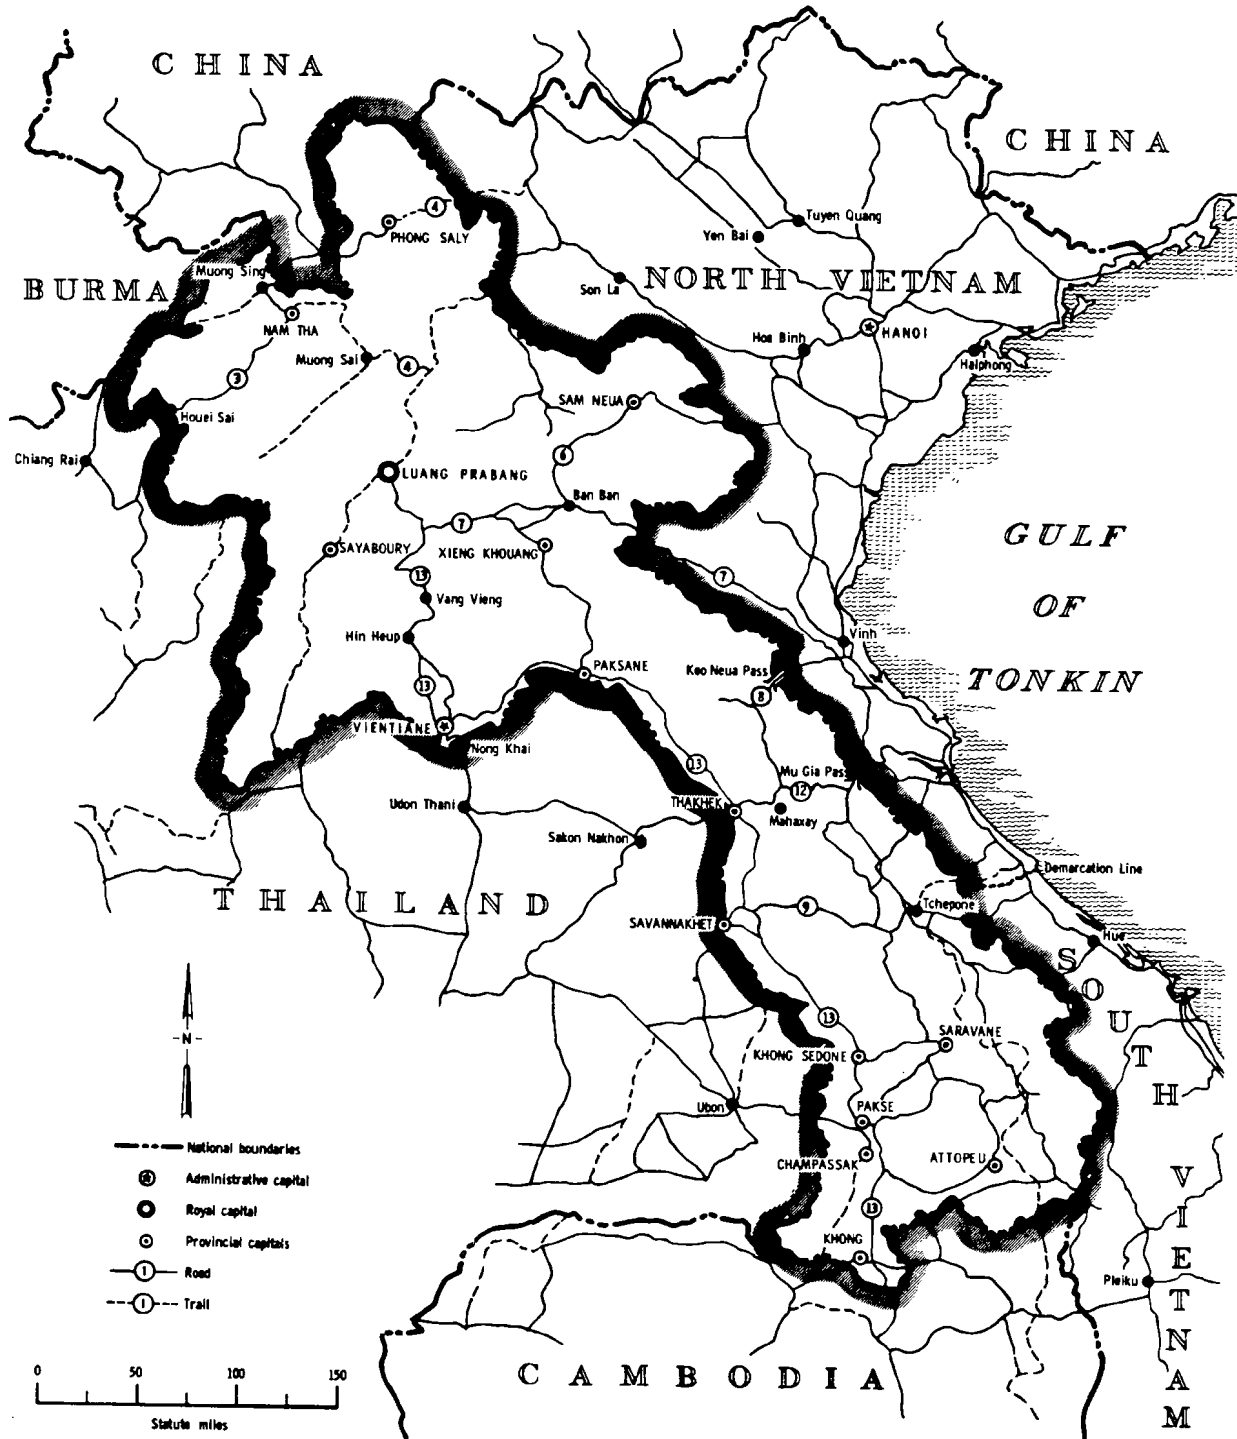 CHINA
CHINA
Tuyen Quang
Yen Bai
4
PHONG SALY
Muong Sing
BURMA
Son La
NORTH VIETNAM
NAM THA
Hoa Binh
HANOI
Muong Sai
4
Haiphong
3
SAM NEUA
Houei Sai
Chiang Rai
6
LUANG PRABANG
Ban Ban
7
GULF
OF
TONKIN
SAYABOURY
XIENG KHOUANG
13
7
Vang Vieng
Hin Heup
Vinh
PAKSANE
Keo Neua Pass
13
8
VIENTIANE
Nong Khai
13
Mu Gia Pass
12
Udon Thani
THAKHEK
Mahaxay
Sakon Nakhon
Demarcation Line
THAILAND
9
Tchepone
SAVANNAKHET
Hue
SOUTH VIETNAM
13
N
SARAVANE
KHONG SEDONE
Ubon
PAKSE
CHAMPASSAK
ATTOPEU
13
KHONG
Pleiku
CAMBODIA
National boundaries
Administrative capital
Royal capital
Provincial capitals
1 Road
1 Trail
0 50 100 150
Statute miles